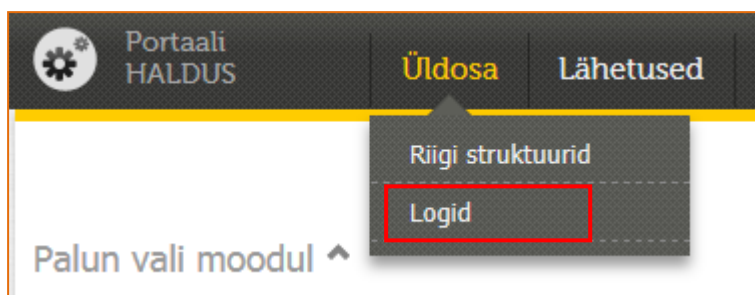 Portaali
HALDUS
Üldosa
Lähetused
Riigi struktuurid
Logid
Palun vali moodul